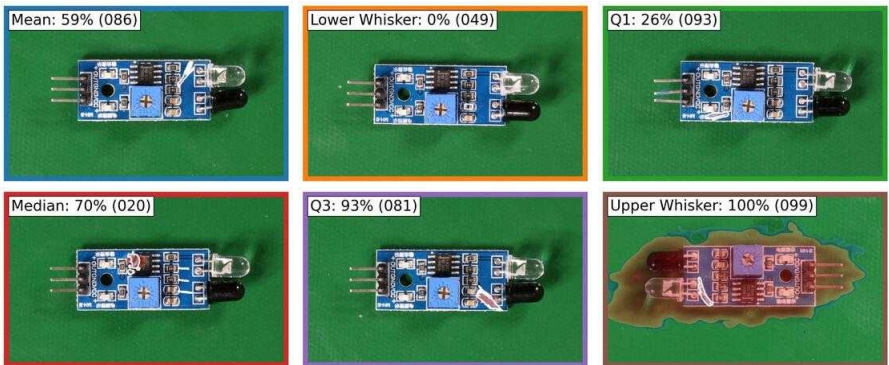 Mean: 59% (086)
Lower Whisker: 0% (049)
Q1: 26% (093)
Median: 70% (020)
Q3: 93% (081)
Upper Whisker: 100% (099)